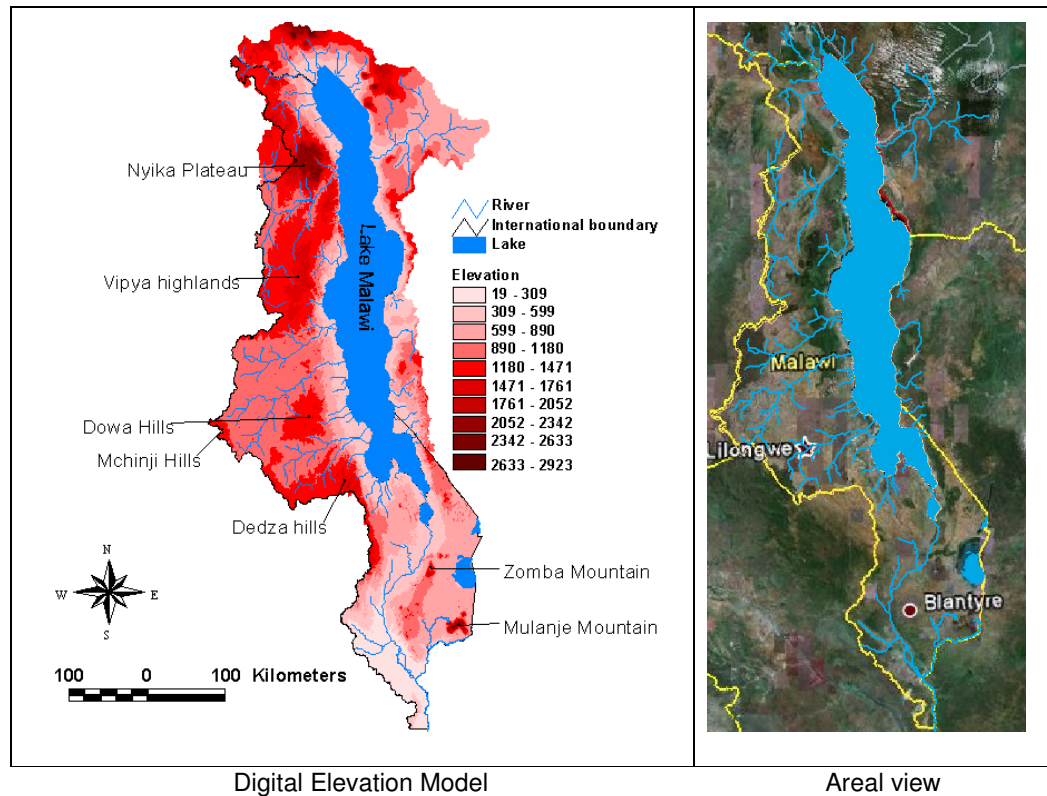 Nyika Plateau
Vipya highlands
Dowa Hills
Mchinji Hills
Dedza hills
Zomba Mountain
Mulanje Mountain
Lake Malawi
River
International boundary
Lake
Elevation
19 - 309
309 - 599
599 - 890
890 - 1180
1180 - 1471
1471 - 1761
1761 - 2052
2052 - 2342
2342 - 2633
2633 - 2923
N
W E
S
100 0 100 Kilometers
Malawi
Lilongwe
Blantyre
Digital Elevation Model
Areal view